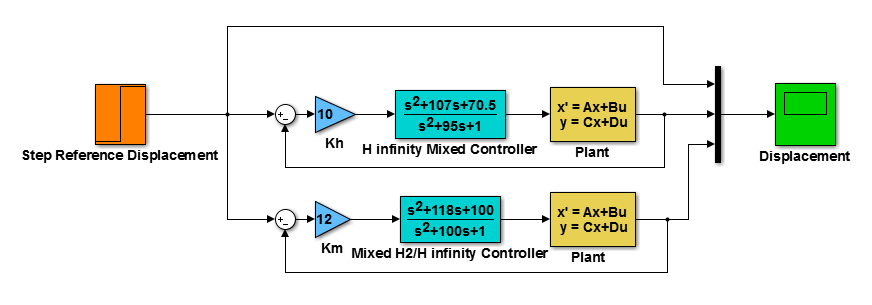 Step Reference Displacement
+
-
10
Kh
s2+107s+70.5
s2+95s+1
H infinity Mixed Controller
x' = Ax+Bu
y = Cx+Du
Plant
Displacement
+
-
12
Km
s2+118s+100
s2+100s+1
Mixed H2/H infinity Controller
x' = Ax+Bu
y = Cx+Du
Plant